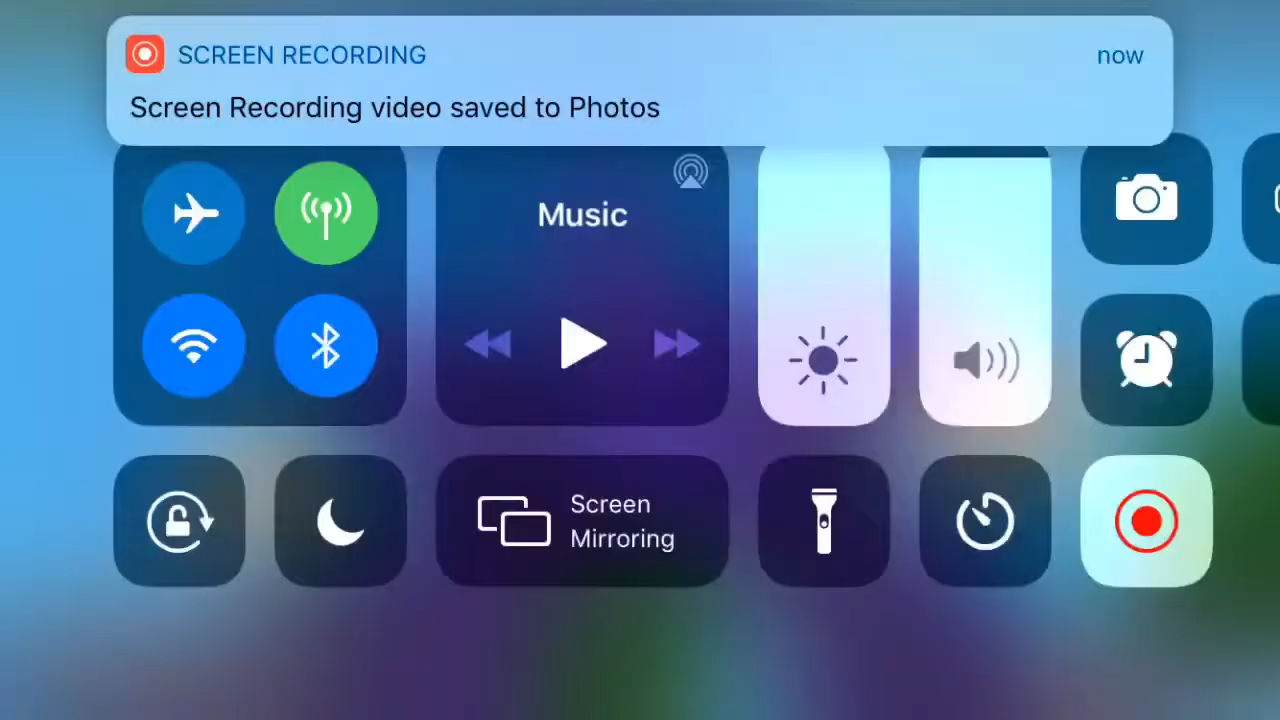 SCREEN RECORDING
now
Screen Recording video saved to Photos
Music
Screen
Mirroring